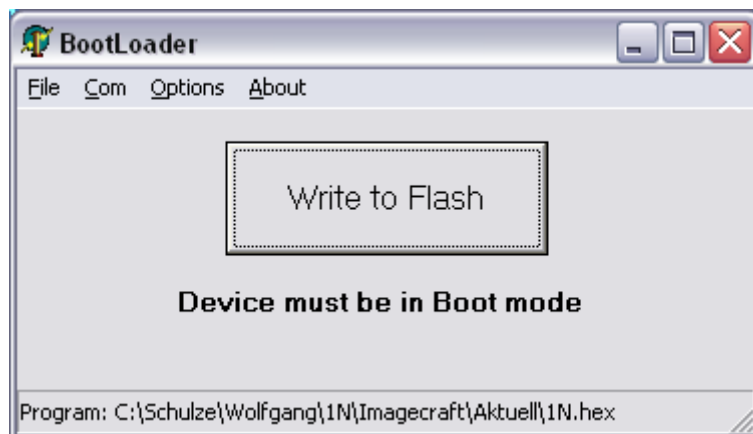 BootLoader
File Com Options About
Write to Flash
Device must be in Boot mode
Program: C:\Schulze\Wolfgang\1N\Imagecraft\Aktuell\1N.hex